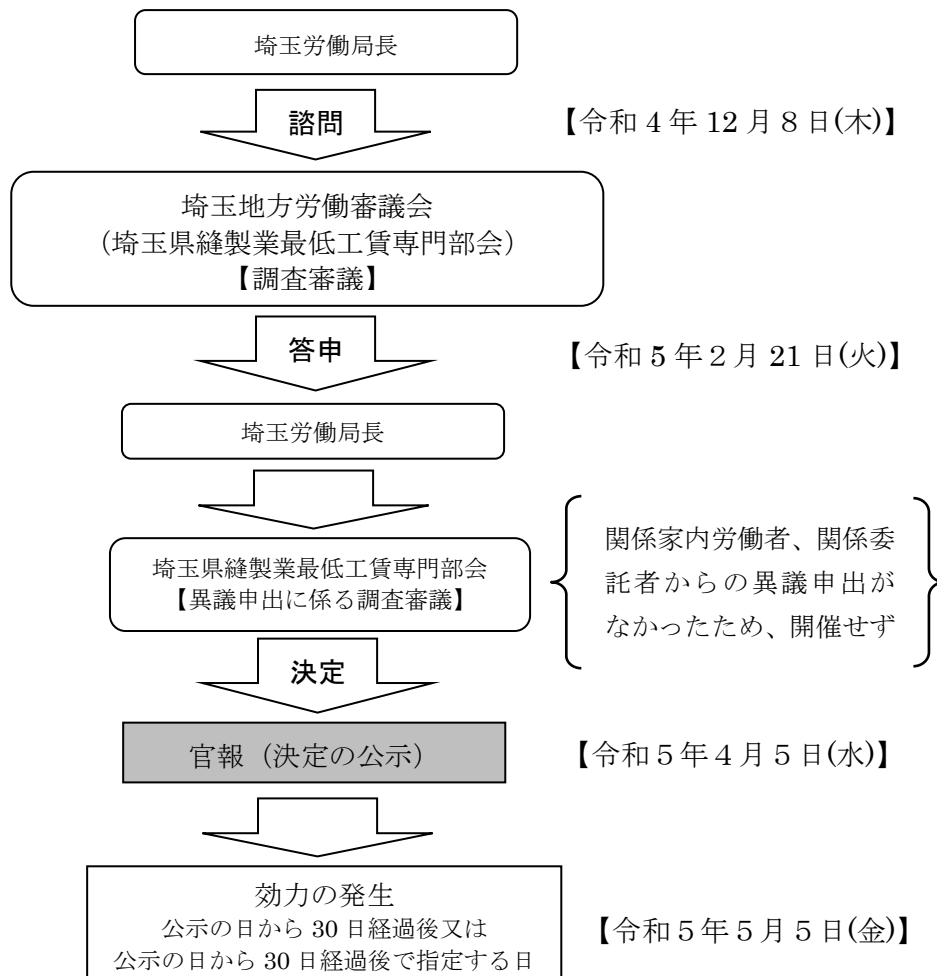 埼玉労働局長
諮問
【令和４年 12 月８日(木)】
埼玉地方労働審議会
（埼玉県縫製業最低工賃専門部会）
【調査審議】
答申
【令和５年２月 21 日(火)】
埼玉労働局長
埼玉県縫製業最低工賃専門部会
【異議申出に係る調査審議】
関係家内労働者、関係委
託者からの異議申出が
なかったため、開催せず
決定
官報（決定の公示）
【令和５年４月５日(水)】
効力の発生
公示の日から 30 日経過後又は
公示の日から 30 日経過後で指定する日
【令和５年５月５日(金)】